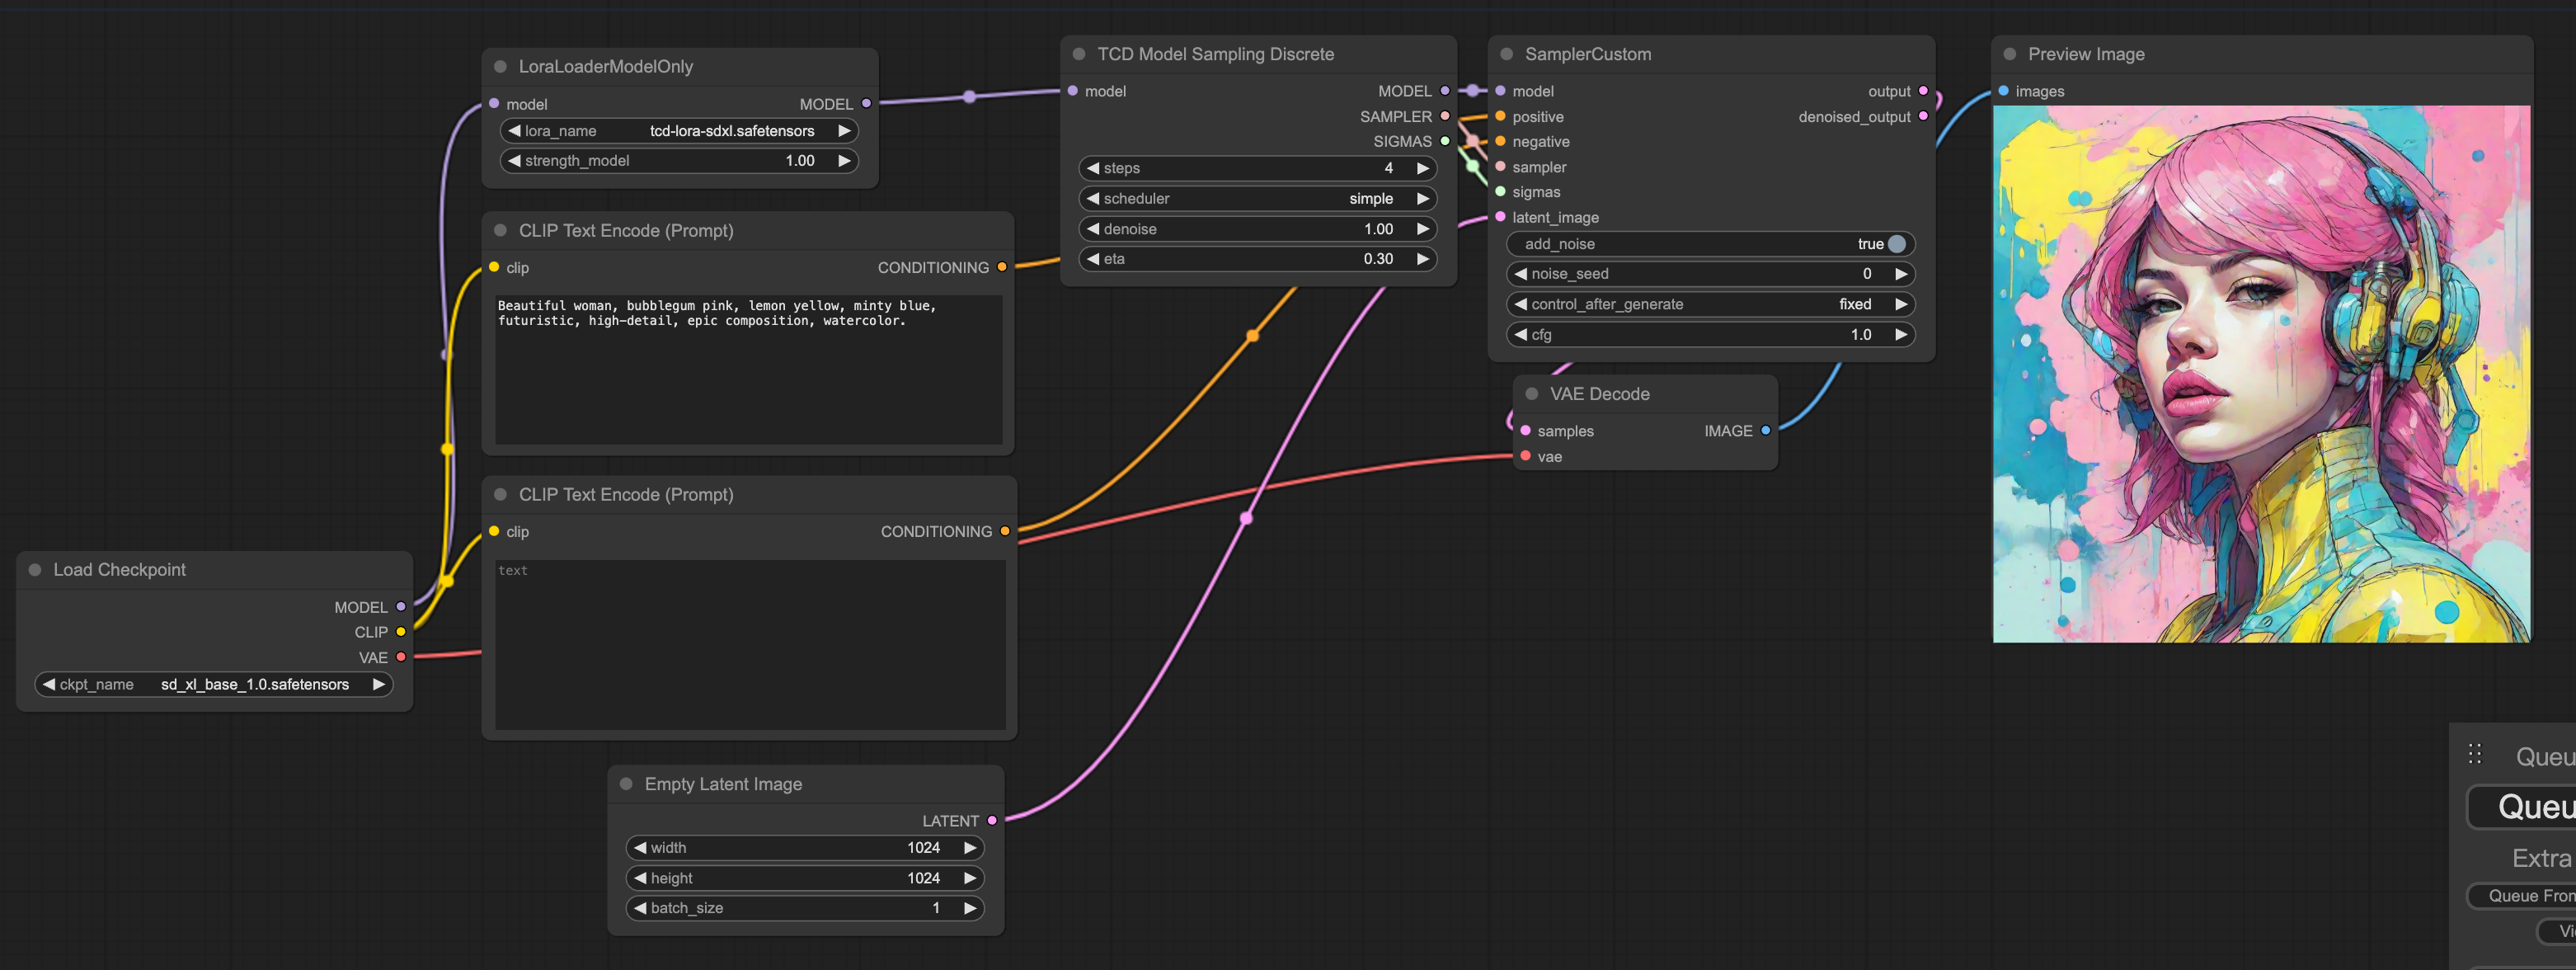 LoraLoaderModelOnly
model MODEL
lora_name tcd-lora-sdxl.safetensors
strength_model 1.00
CLIP Text Encode (Prompt)
clip CONDITIONING
Beautiful woman, bubblegum pink, lemon yellow, minty blue,
futuristic, high-detail, epic composition, watercolor.
CLIP Text Encode (Prompt)
clip CONDITIONING
text
Load Checkpoint
MODEL
CLIP
VAE
ckpt_name sd_xl_base_1.0.safetensors
Empty Latent Image
LATENT
width 1024
height 1024
batch_size 1
TCD Model Sampling Discrete
model MODEL
SAMPLER
SIGMAS
steps 4
scheduler simple
denoise 1.00
eta 0.30
SamplerCustom
model output
positive denoised_output
negative
sampler
sigmas
latent_image
add_noise true
noise_seed 0
control_after_generate fixed
cfg 1.0
VAE Decode
samples IMAGE
vae
Preview Image
images
Queu
Queu
Extra
Queue Fron